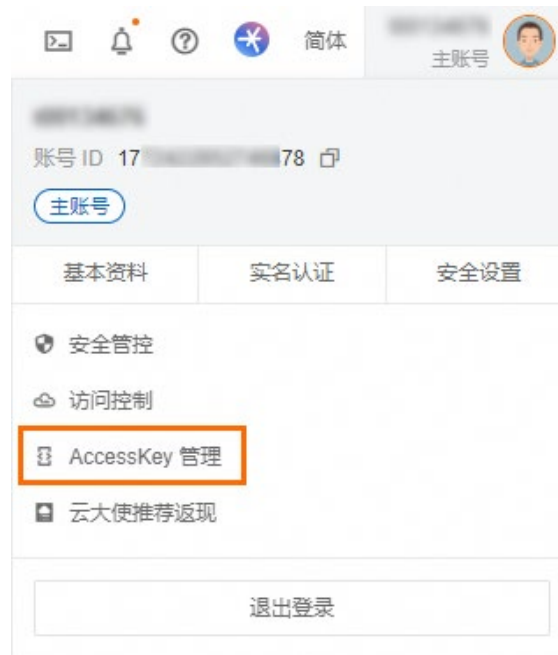 简体
主账号
账号 ID 17 78
主账号
基本资料 实名认证 安全设置
安全管控
访问控制
AccessKey 管理
云大使推荐返现
退出登录